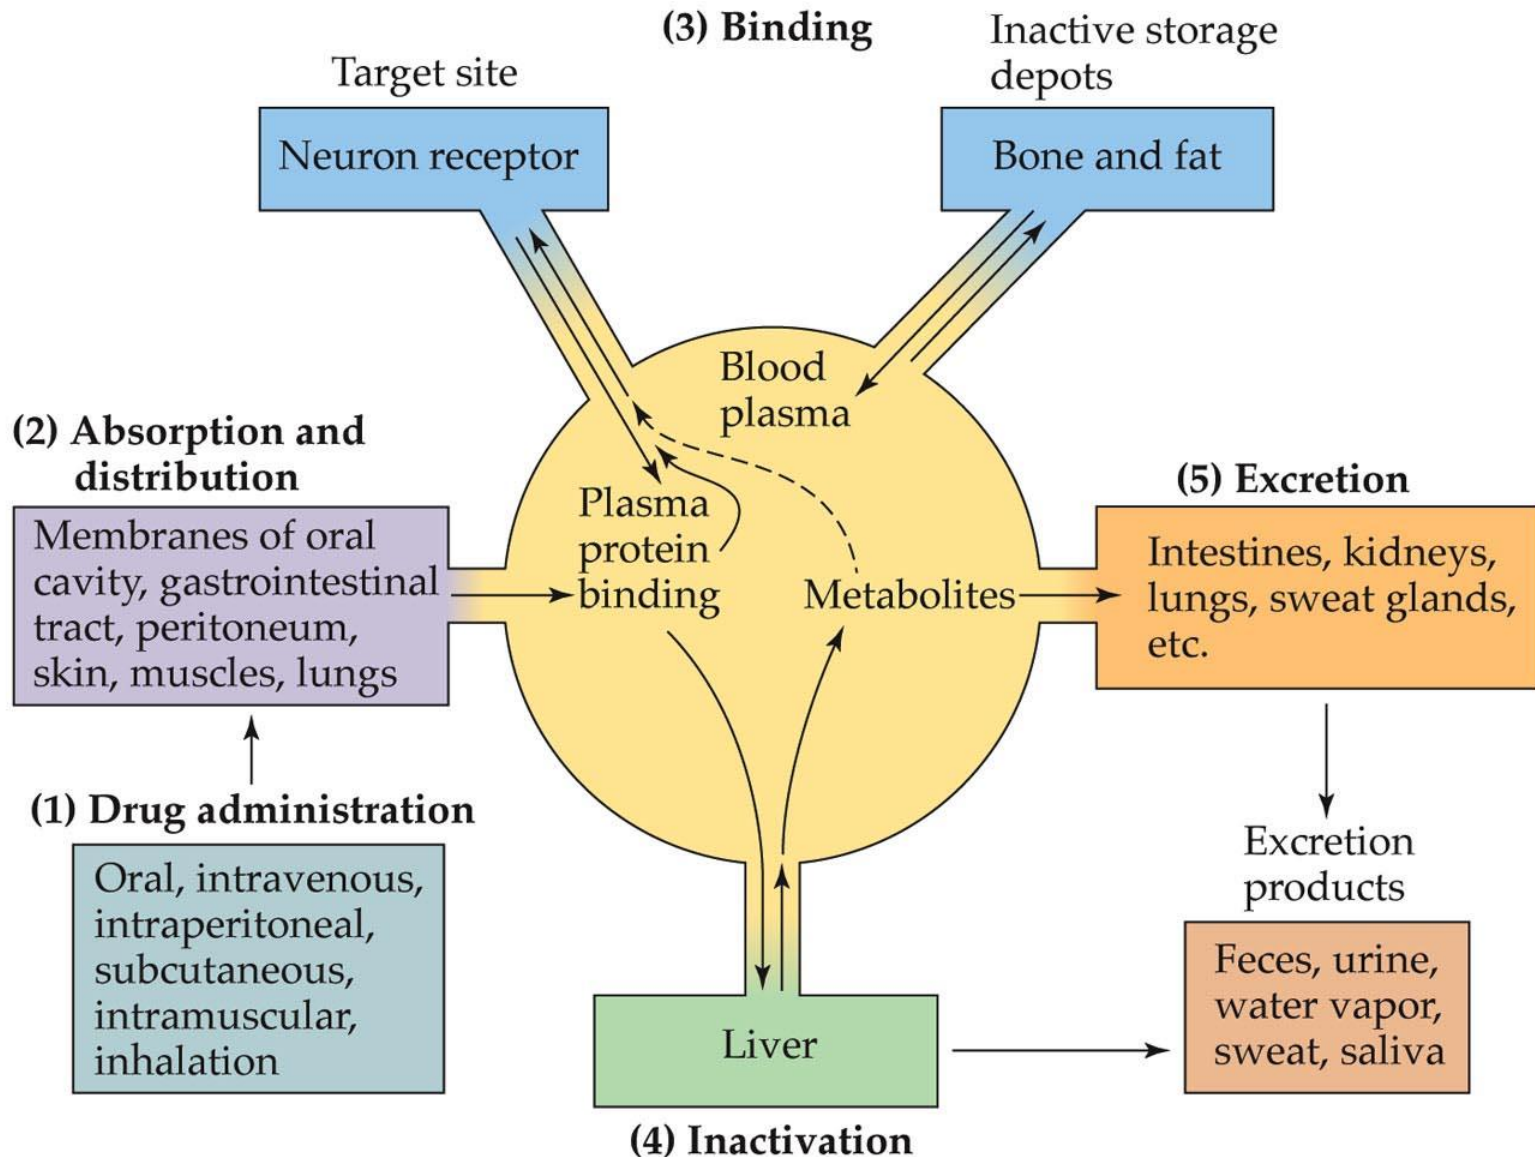 (3) Binding
Target site
Inactive storage
depots
Neuron receptor
Bone and fat
Blood
plasma
(2) Absorption and
distribution
Membranes of oral
cavity, gastrointestinal
tract, peritoneum,
skin, muscles, lungs
Plasma
protein
binding
Metabolites
(5) Excretion
Intestines, kidneys,
lungs, sweat glands,
etc.
(1) Drug administration
Oral, intravenous,
intraperitoneal,
subcutaneous,
intramuscular,
inhalation
Excretion
products
Feces, urine,
water vapor,
sweat, saliva
Liver
(4) Inactivation